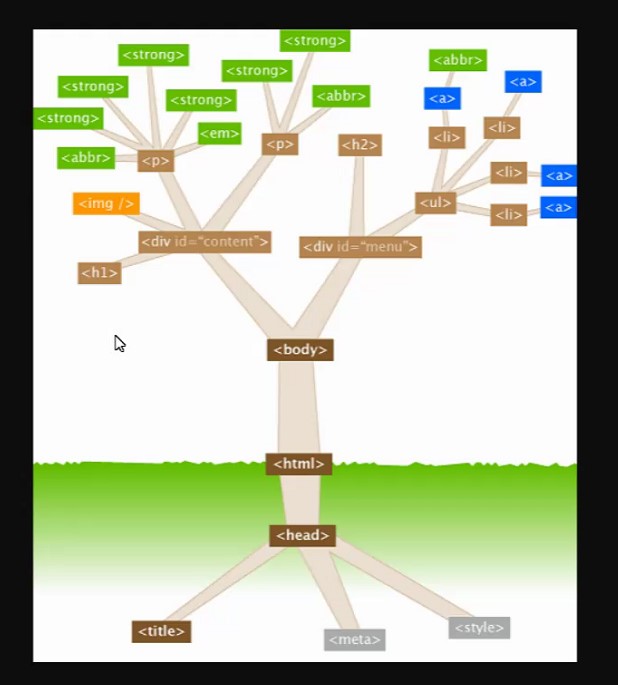 <strong>
<strong>
<abbr>
<strong>
<a>
<strong>
<strong>
<abbr>
<a>
<strong>
<li>
<em>
<li>
<p>
<h2>
<abbr>
<p>
<li>
<a>
<img />
<ul>
<li>
<a>
<div id="content">
<div id="menu">
<h1>
<body>
<html>
<head>
<title>
<style>
<meta>